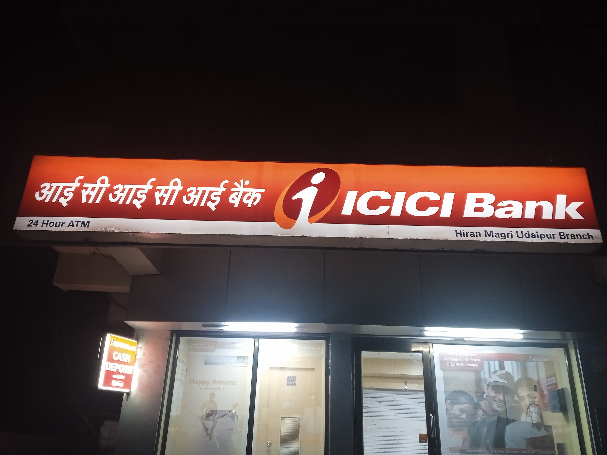 आई सी आई सी आई बैंक
i ICICI Bank
24 Hour ATM
Hiran Magri Udaipur Branch
CASH
DEPOSIT
Happy Returns